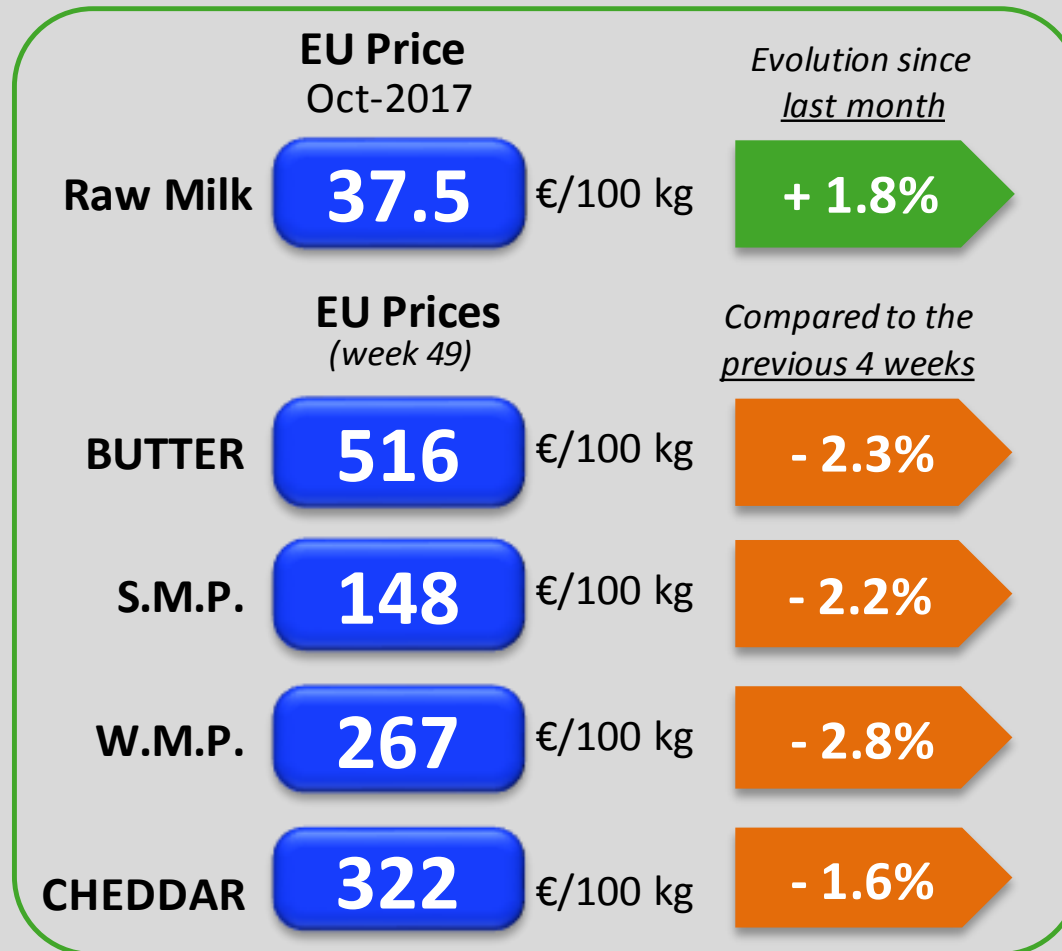 EU Price
Oct-2017
Evolution since
last month
Raw Milk 37.5 €/100 kg + 1.8%
EU Prices
(week 49)
Compared to the
previous 4 weeks
BUTTER 516 €/100 kg - 2.3%
S.M.P. 148 €/100 kg - 2.2%
W.M.P. 267 €/100 kg - 2.8%
CHEDDAR 322 €/100 kg - 1.6%